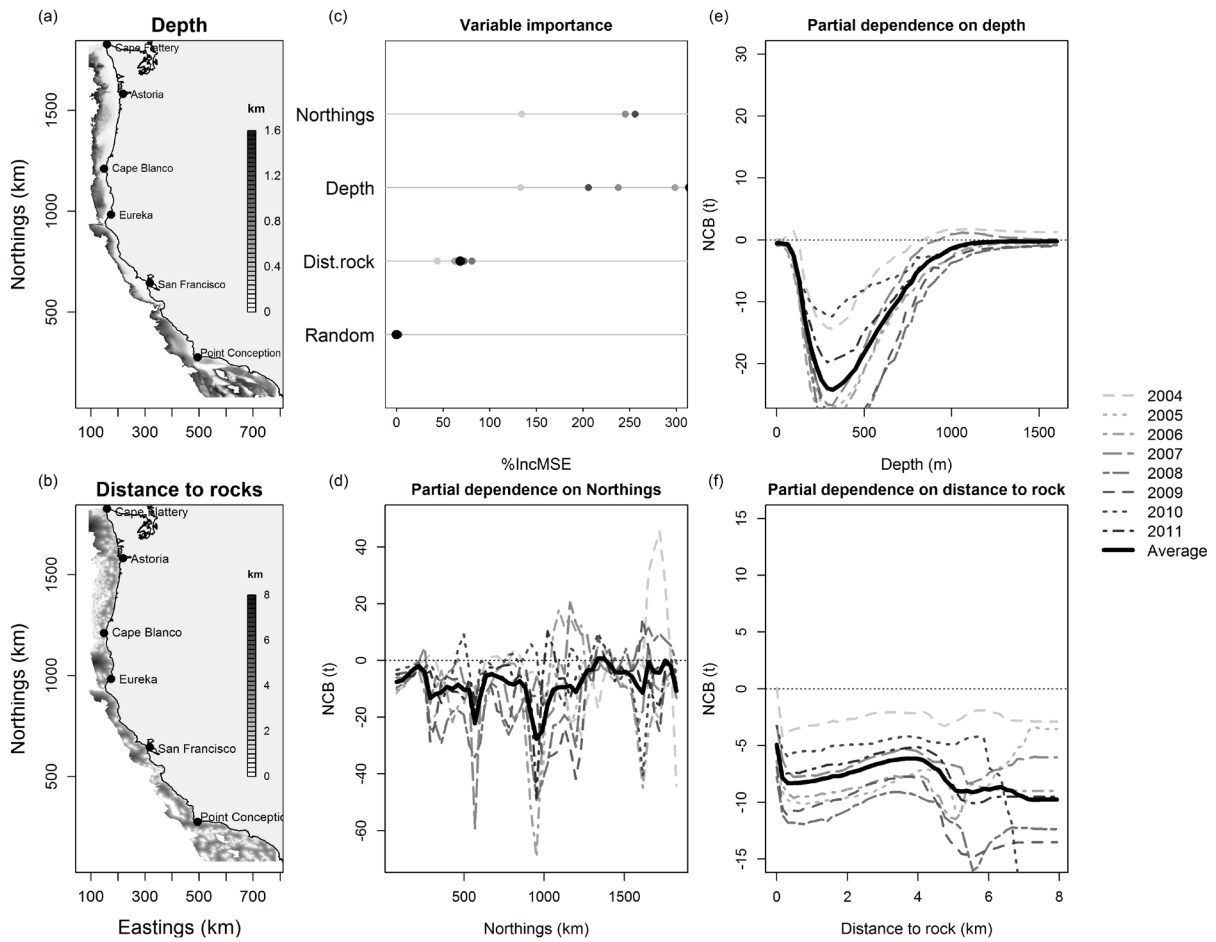 (a)
Depth
Northings (km)
500
1000
1500
100
300
500
700
Cape Flattery
Astoria
Cape Blanco
Eureka
San Francisco
Point Conception
km
1.6
1.2
0.8
0.4
0
(c)
Variable importance
Northings
Depth
Dist.rock
Random
0
50
100
150
200
250
300
%IncMSE
(e)
Partial dependence on depth
NCB (t)
30
20
10
0
-10
-20
0
500
1000
1500
Depth (m)
(b)
Distance to rocks
Northings (km)
500
1000
1500
Cape Flattery
Astoria
Cape Blanco
Eureka
San Francisco
Point Conceptic
km
8
6
4
2
0
100
300
500
700
Eastings (km)
(d)
Partial dependence on Northings
NCB (t)
40
20
0
-20
-40
-60
500
1000
1500
Northings (km)
(f)
Partial dependence on distance to rock
NCB (t)
15
10
5
0
-5
-10
-15
0
2
4
6
8
Distance to rock (km)
2004
2005
2006
2007
2008
2009
2010
2011
Average